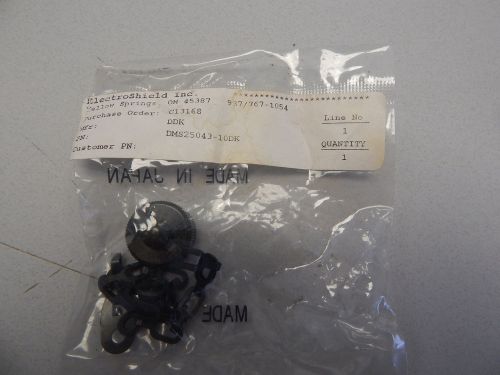 ElectroShield Inc.
Yellow Springs, OH 45387 937/767-1054
Purchase Order: C13168
Mfr: DDK
PN: DMS25043-10DK
Customer PN:
Line No
1
QUANTITY
1
MADE IN JAPAN
MADE